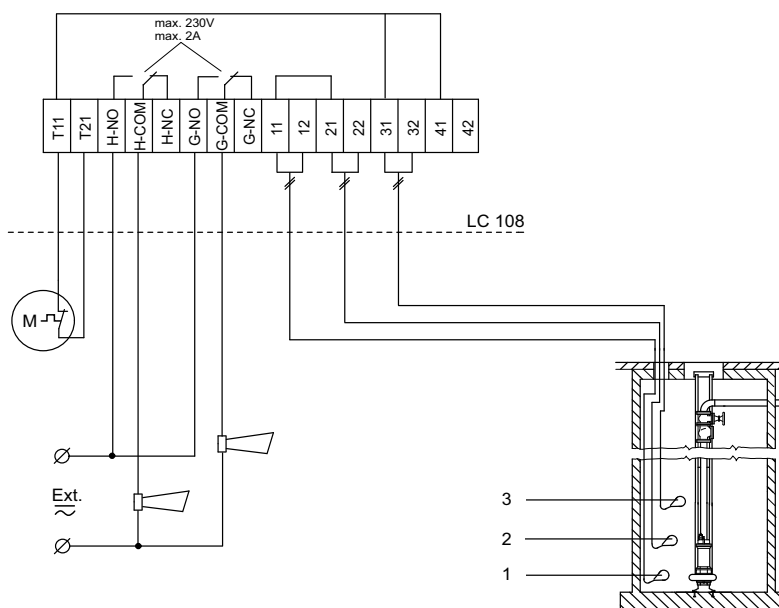 max. 230V
max. 2A
T11
T21
H-NO
H-COM
H-NC
G-NO
G-COM
G-NC
11
12
21
22
31
32
41
42
LC 108
M
Ext.
3
2
1